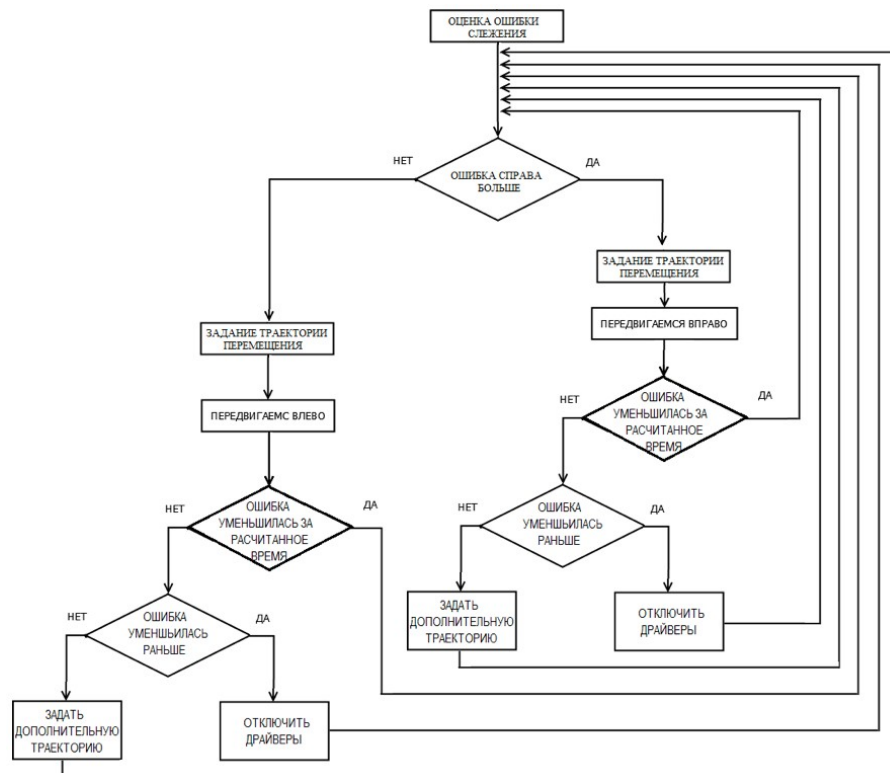 ОЦЕНКА ОШИБКИ
СЛЕЖЕНИЯ
НЕТ
ДА
ОШИБКА СПРАВА
БОЛЬШЕ
ЗАДАНИЕ ТРАЕКТОРИИ
ПЕРЕМЕЩЕНИЯ
ПЕРЕДВИГАЕМСЯ ВПРАВО
НЕТ
ДА
ОШИБКА
УМЕНЬШИЛАСЬ ЗА
РАСЧИТАННОЕ
ВРЕМЯ
НЕТ
ДА
ОШИБКА
УМЕНШЬИЛАСЬ
РАНЬШЕ
ЗАДАТЬ
ДОПОЛНИТЕЛЬНУЮ
ТРАЕКТОРИЮ
ОТКЛЮЧИТЬ
ДРАЙВЕРЫ
ЗАДАНИЕ ТРАЕКТОРИИ
ПЕРЕМЕЩЕНИЯ
ПЕРЕДВИГАЕМС ВЛЕВО
НЕТ
ДА
ОШИБКА
УМЕНЬШИЛАСЬ ЗА
РАСЧИТАННОЕ
ВРЕМЯ
НЕТ
ДА
ОШИБКА
УМЕНШЬИЛАСЬ
РАНЬШЕ
ЗАДАТЬ
ДОПОЛНИТЕЛЬНУЮ
ТРАЕКТОРИЮ
ОТКЛЮЧИТЬ
ДРАЙВЕРЫ